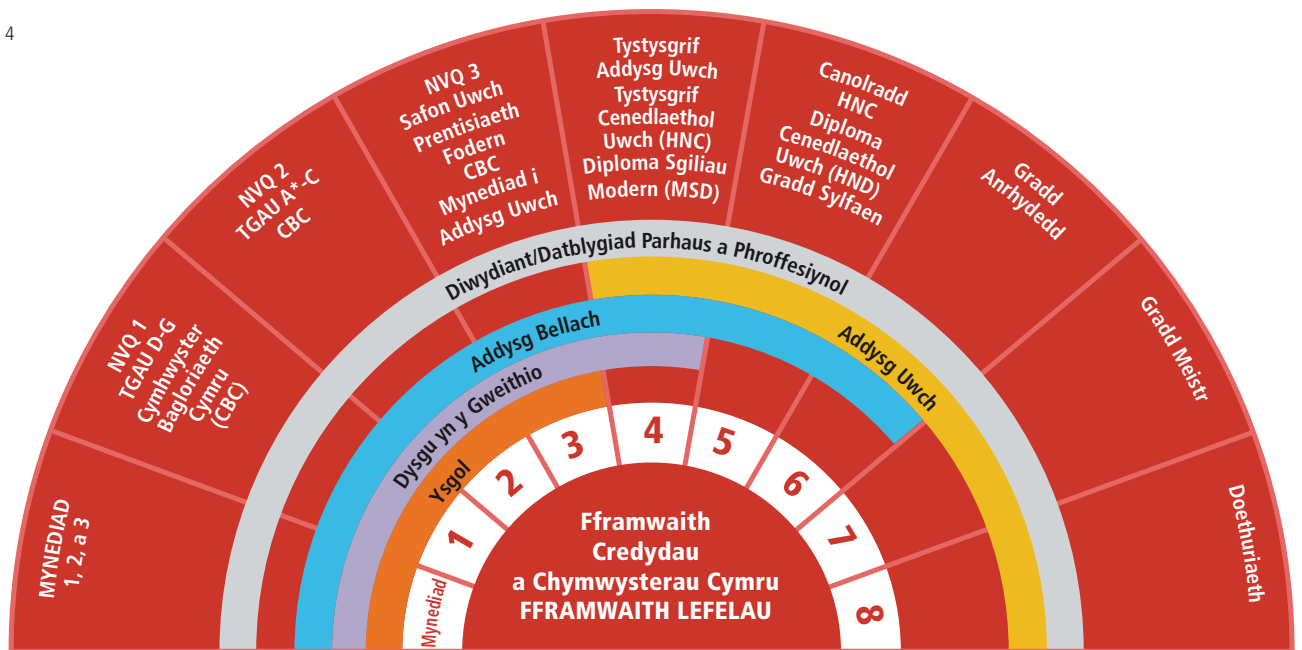 4
MYNEDIAD
1, 2, a 3
NVQ 1
TGAU D-G
Cymhwyster
Bagloriaeth
Cymru
(CBC)
NVQ 2
TGAU A*-C
CBC
NVQ 3
Safon Uwch
Prentisiaeth
Fodern
CBC
Mynediad i
Addysg Uwch
Tystysgrif
Addysg Uwch
Tystysgrif
Cenedlaethol
Uwch (HNC)
Diploma Sgiliau
Modern (MSD)
Canolradd
HNC
Diploma
Cenedlaethol
Uwch (HND)
Gradd Sylfaen
Gradd
Anrhydedd
Gradd Meistr
Doethuriaeth
Diwydiant/Datblygiad Parhaus a Phroffesiynol
Addysg Uwch
Addysg Bellach
Dysgu yn y Gweithio
Ysgol
Mynediad
1
2
3
4
5
6
7
8
Fframwaith
Credydau
a Chymwysterau Cymru
FFRAMWAITH LEFELAU